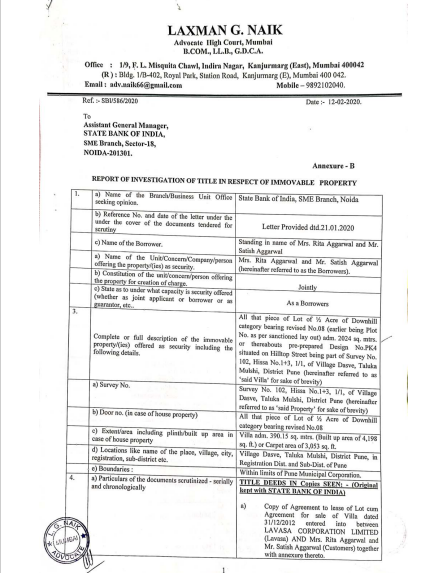 LAXMAN G. NAIK
Advocate High Court, Mumbai
B.COM., LL.B., G.D.C.A.
Office : 1/9, F. L. Misquita Chawl, Indira Nagar, Kanjurmarg (East), Mumbai 400042
(R) : Bldg. 1/B-402, Royal Park, Station Road, Kanjurmarg (E), Mumbai 400 042.
Email : adv.naik66@gmail.com Mobile – 9892102040.
Ref. :- SBI/586/2020 Date :- 12-02-2020.
To
Assistant General Manager,
STATE BANK OF INDIA,
SME Branch, Sector-18,
NOIDA-201301.
Annexure - B
REPORT OF INVESTIGATION OF TITLE IN RESPECT OF IMMOVABLE PROPERTY
1. a) Name of the Branch/Business Unit Office
seeking opinion.
State Bank of India, SME Branch, Noida
b) Reference No. and date of the letter under the
under the cover of the documents tendered for
scrutiny
Letter Provided dtd.21.01.2020
c) Name of the Borrower.
Standing in name of Mrs. Rita Aggarwal and Mr.
Satish Aggarwal
a) Name of the Unit/Concern/Company/person
offering the property/(ies) as security.
Mrs. Rita Aggarwal and Mr. Satish Aggarwal
(hereinafter referred to as the Borrowers).
b) Constitution of the unit/concern/person offering
the property for creation of charge.
Jointly
c) State as to under what capacity is security offered
(whether as joint applicant or borrower or as
guarantor, etc..
As a Borrowers
3.
Complete or full description of the immovable
property/(ies) offered as security including the
following details.
All that piece of Lot of ½ Acre of Downhill
category bearing revised No.08 (earlier being Plot
No. as per sanctioned lay out) adm. 2024 sq. mtrs.
or thereabouts pre-prepared Design No.PK4
situated on Hilltop Street being part of Survey No.
102, Hissa No.1+3, 1/1, of Village Dasve, Taluka
Mulshi, District Pune (hereinafter referred to as
'said Villa' for sake of brevity)
a) Survey No.
Survey No. 102, Hissa No.1+3, 1/1, of Village
Dasve, Taluka Mulshi, District Pune (hereinafter
referred to as 'said Property' for sake of brevity)
b) Door no. (in case of house property)
All that piece of Lot of ½ Acre of Downhill
category bearing revised No.08
c) Extent/area including plinth/built up area in
case of house property
Villa adm. 390.15 sq. mtrs. (Built up area of 4,198
sq. ft.) or Carpet area of 3,053 sq. ft.
d) Locations like name of the place, village, city,
registration, sub-district etc.
Village Dasve, Taluka Mulshi, District Pune, in
Registration Dist. and Sub-Dist. of Pune
e) Boundaries :
Within limits of Pune Municipal Corporation.
4. a) Particulars of the documents scrutinized - serially
and chronologically
TITLE DEEDS IN Copies SEEN: - (Original
kept with STATE BANK OF INDIA)
a) Copy of Agreement to lease of Lot cum
Agreement for sale of Villa dated
31/12/2012 entered into between
LAVASA CORPORATION LIMITED
(Lavasa) AND Mrs. Rita Aggarwal and
Mr. Satish Aggarwal (Customers) together
with annexure thereto.
L. G. NAIK
MUMBAI
ADVOCATE
1